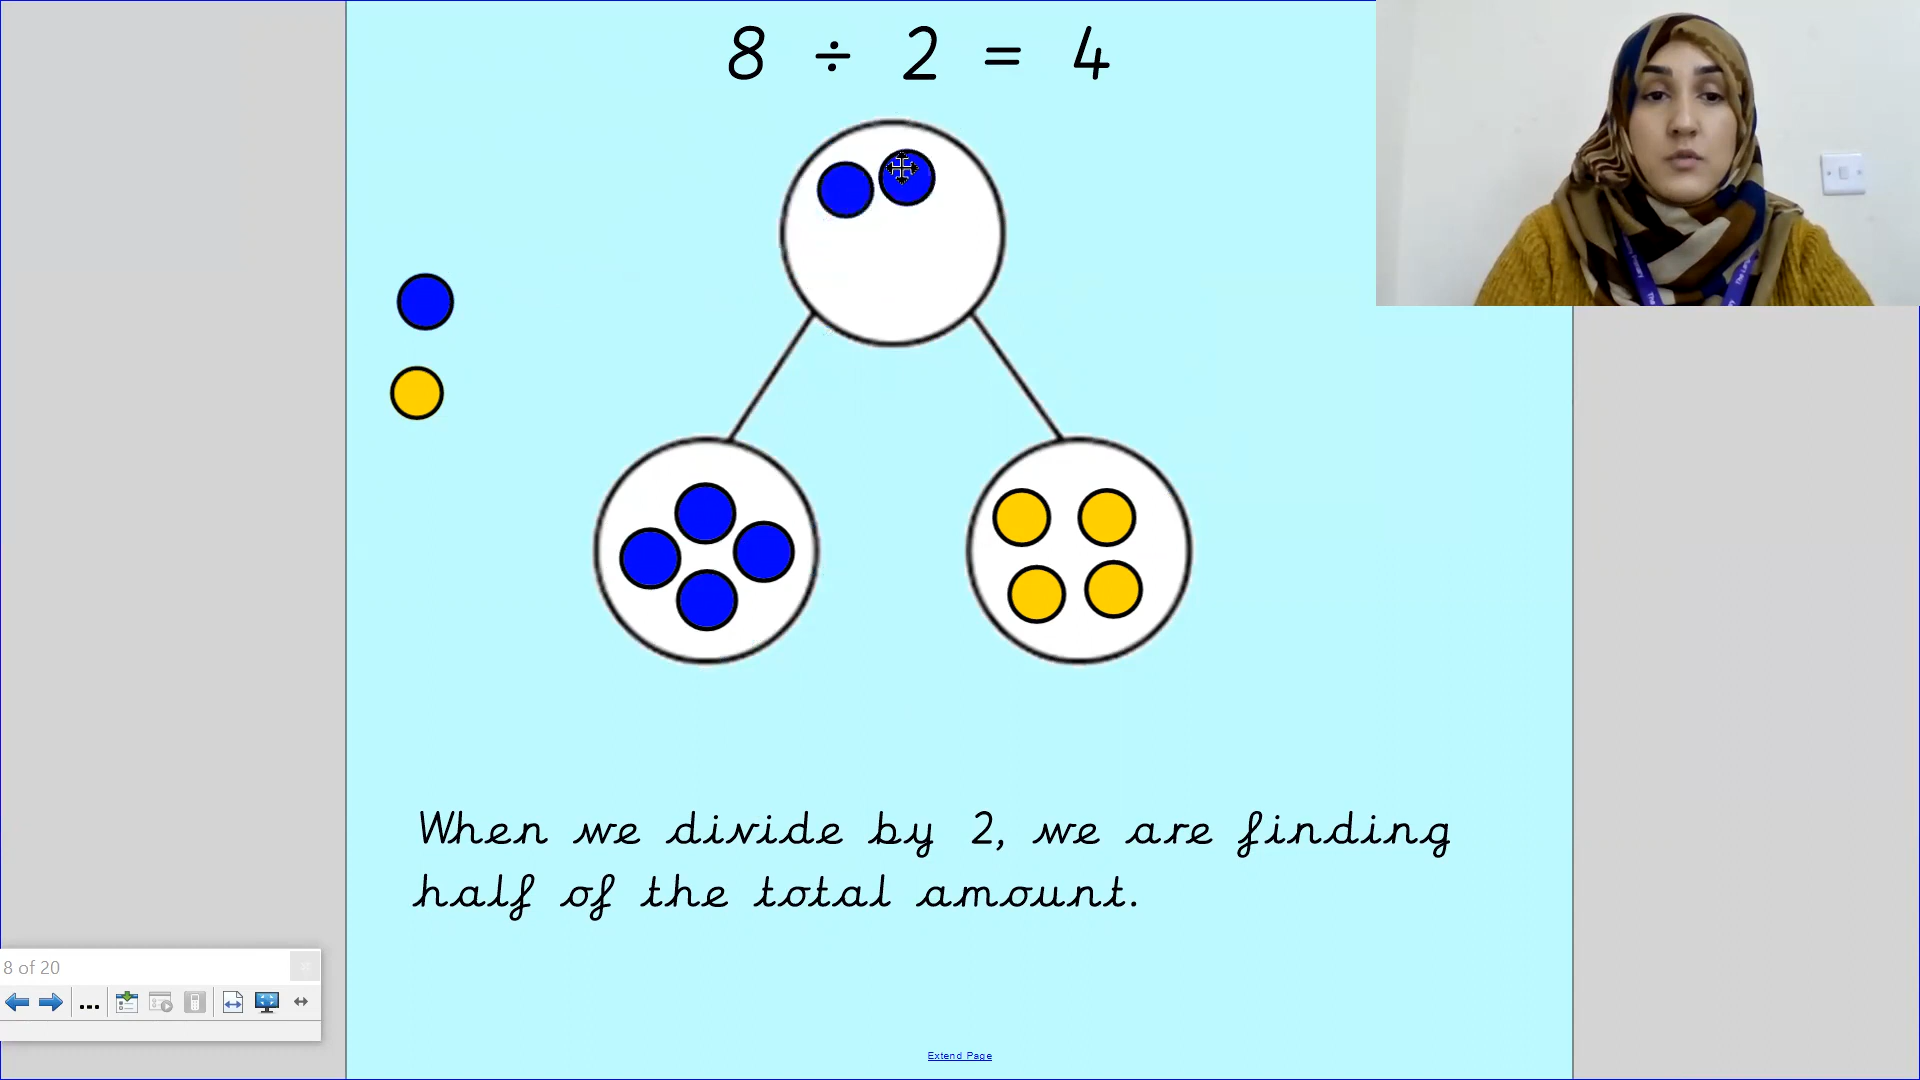 8 ÷ 2 = 4
When we divide by 2, we are finding
half of the total amount.
8 of 20
...
Extend Page